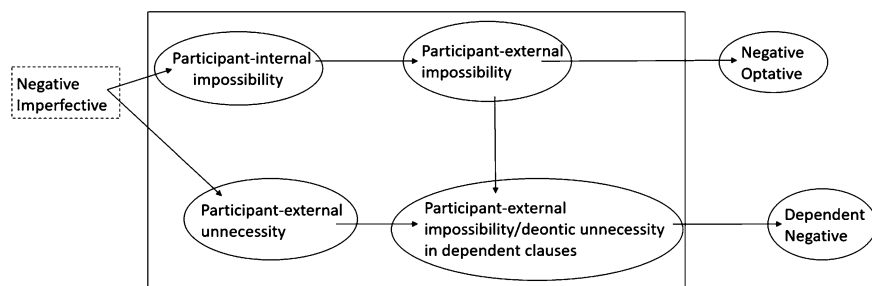 Negative
Imperfective
Participant-internal
impossibility
Participant-external
impossibility
Negative
Optative
Participant-external
unnecessity
Participant-external
impossibility/deontic unnecessity
in dependent clauses
Dependent
Negative